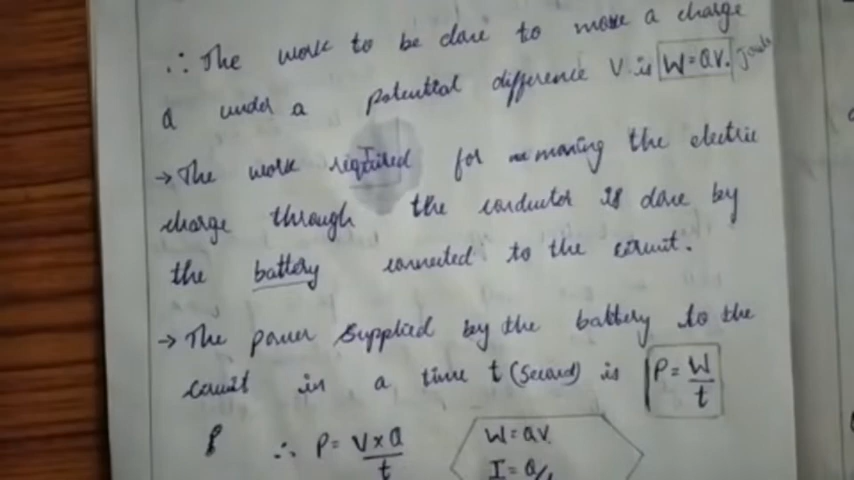 ∴ The work to be done to move a charge
Q under a potential difference V is W=QV. Joule
→ The work required for moving the electric
charge through the conductor is done by
the battery connected to the circuit.
→ The power supplied by the battery to the
circuit in a time t (second) is P = W/t
∴ P = V×Q/t
W=QV.
I = Q/